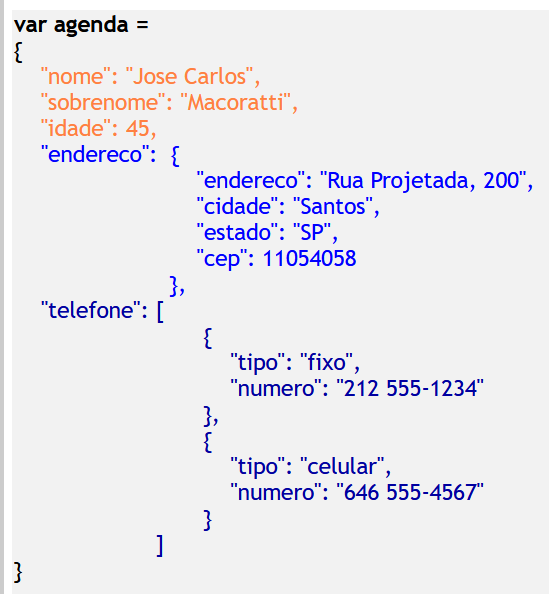 var agenda =
{
"nome": "Jose Carlos",
"sobrenome": "Macoratti",
"idade": 45,
"endereco": {
"endereco": "Rua Projetada, 200",
"cidade": "Santos",
"estado": "SP",
"cep": 11054058
},
"telefone": [
{
"tipo": "fixo",
"numero": "212 555-1234"
},
{
"tipo": "celular",
"numero": "646 555-4567"
}
]
}